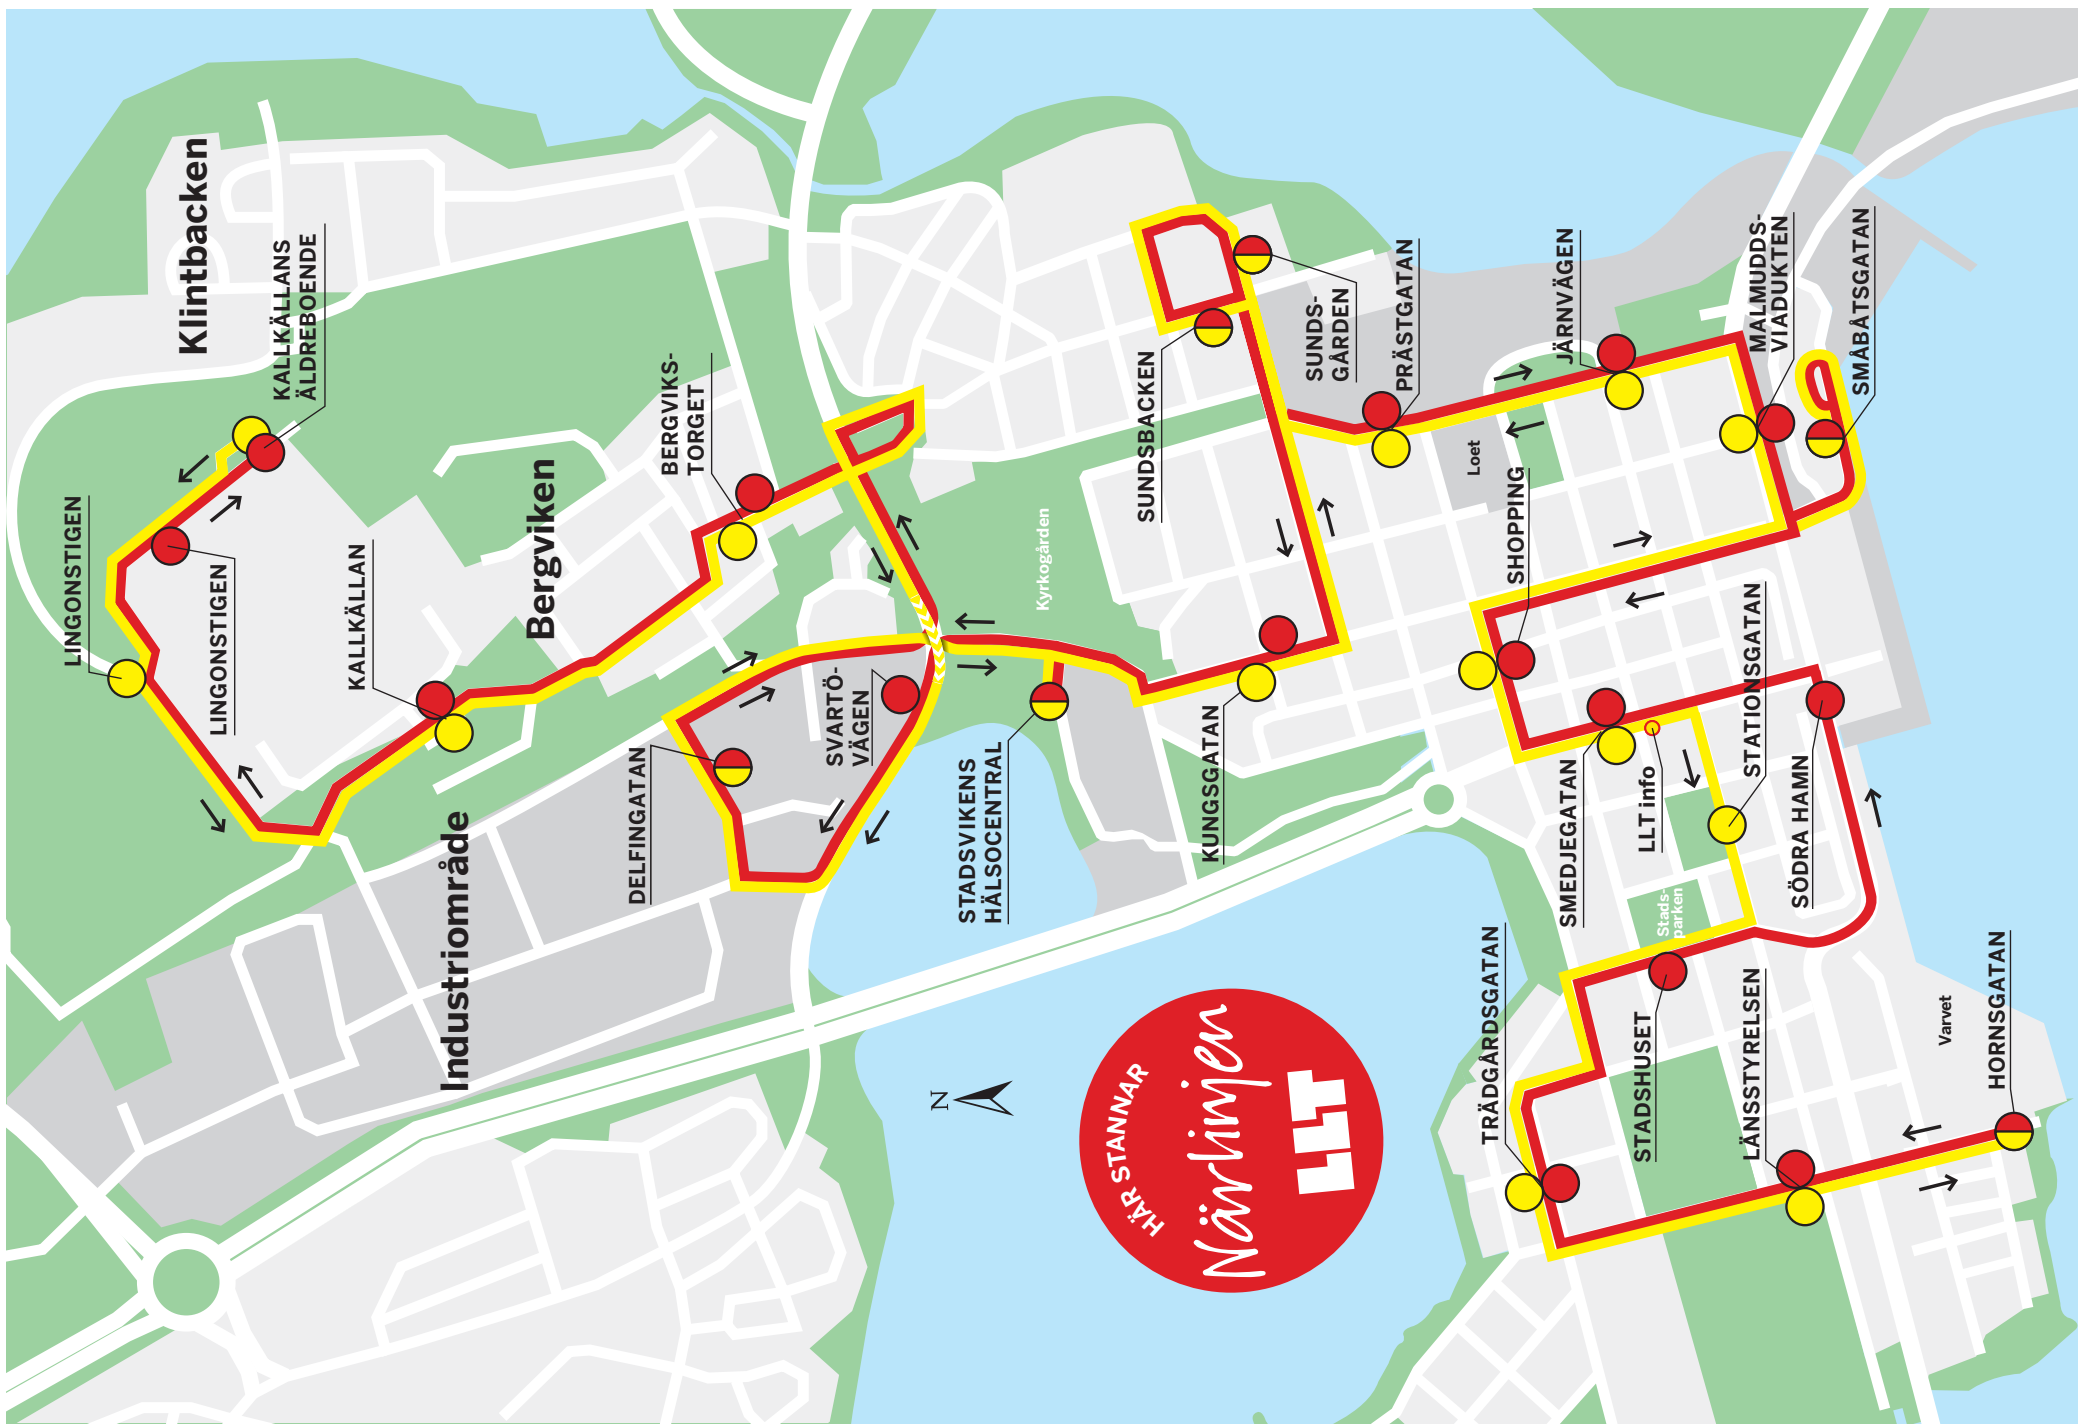 Klintbacken
KALLKÄLLANS
ÄLDREBOENDE
LINGONSTIGEN
LINGONSTIGEN
KALLKÄLLAN
Bergviken
BERGVIKS-
TORGET
Industriområde
DELFINGATAN
SVARTÖ-
VÄGEN
STADSVIKENS
HÄLSOCENTRAL
Kyrkogården
SUNDSBACKEN
KUNGSGATAN
SUNDS-
GÅRDEN
PRÄSTGATAN
Loet
SHOPPING
JÄRNVÄGEN
MALMUDDS-
VIADUKTEN
SMÅBÅTSGATAN
SMEDJEGATAN
LLT info
STATIONSGATAN
SÖDRA HAMN
Stads-
parken
TRÄDGÅRDSGATAN
STADSHUSET
LÄNSSTYRELSEN
Varvet
HORNSGATAN
N
HÄR STANNAR
Närlinjen
LLT